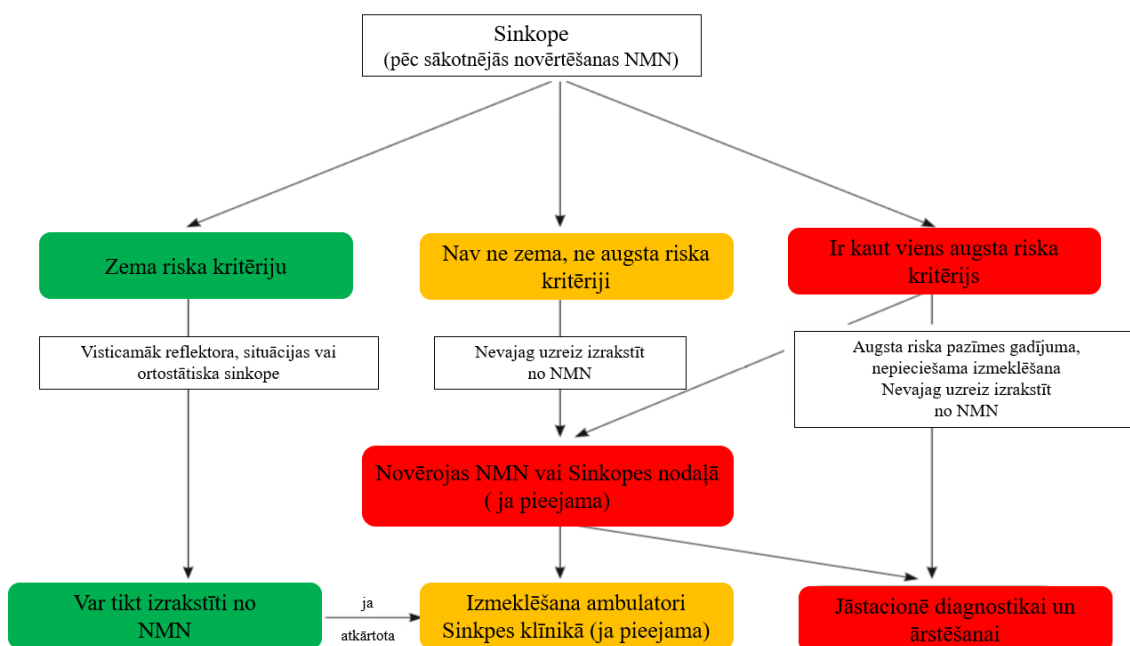 Sinkope
(pēc sākotnējās novērtēšanas NMN)
Zema riska kritēriju
Nav ne zema, ne augsta riska
kritēriji
Ir kaut viens augsta riska
kritērijs
Visticamāk reflektora, situācijas vai
ortostātiska sinkope
Nevajag uzreiz izrakstīt
no NMN
Augsta riska pazīmes gadījuma,
nepieciešama izmeklēšana
Nevajag uzreiz izrakstīt
no NMN
Novērojas NMN vai Sinkopes nodaļā
( ja pieejama)
Var tikt izrakstīti no
NMN
ja
atkārtota
Izmeklēšana ambulatori
Sinkpes klīnikā (ja pieejama)
Jāstacionē diagnostikai un
ārstēšanai